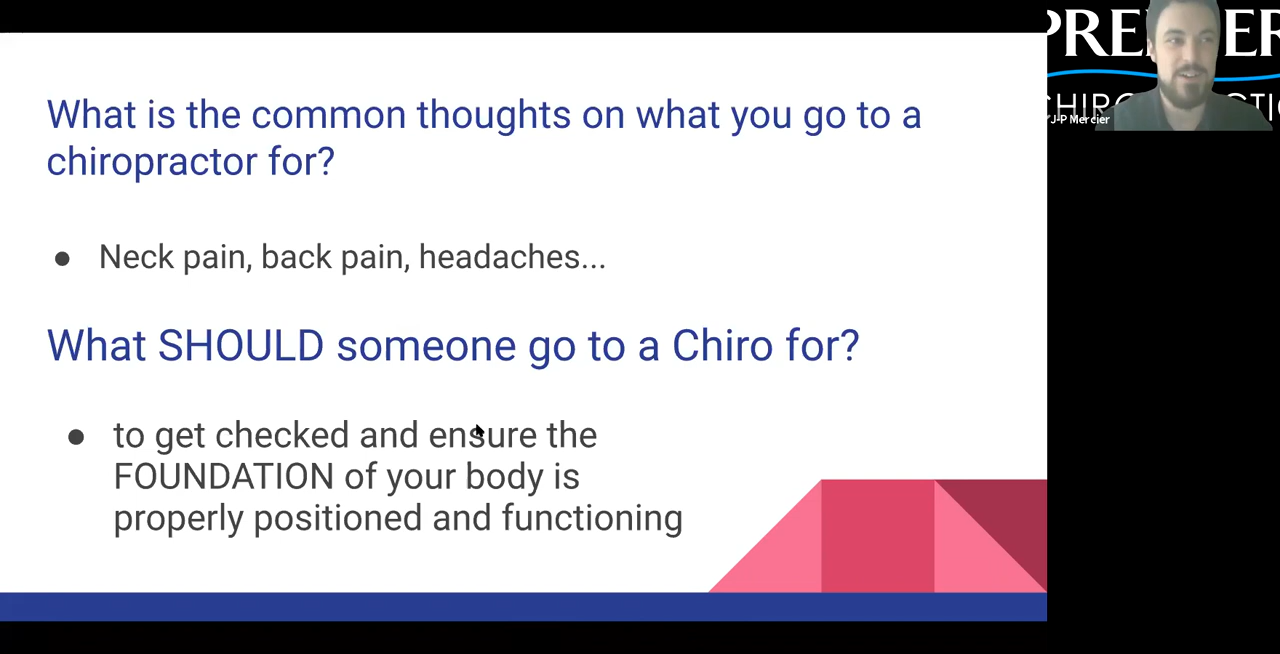 What is the common thoughts on what you go to a
chiropractor for?
● Neck pain, back pain, headaches...
What SHOULD someone go to a Chiro for?
● to get checked and ensure the
FOUNDATION of your body is
properly positioned and functioning
J-P Mercier